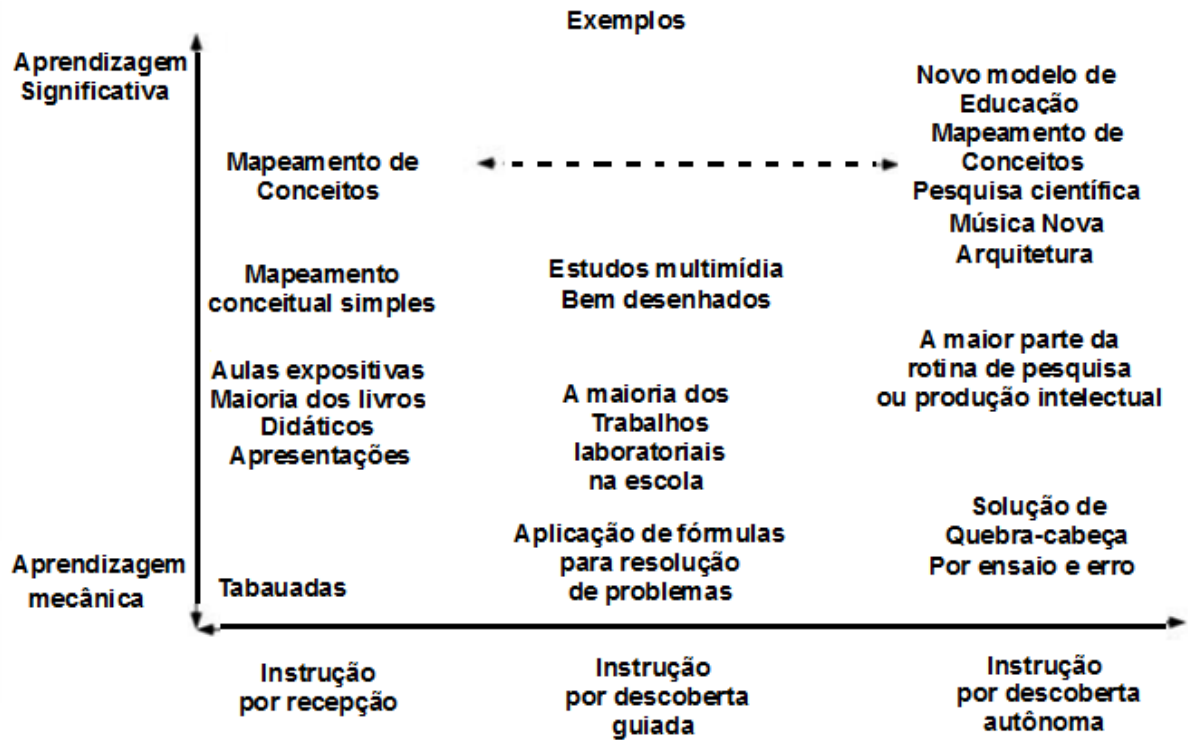 Exemplos
Aprendizagem
Significativa
Mapeamento de
Conceitos
Novo modelo de
Educação
Mapeamento de
Conceitos
Pesquisa científica
Música Nova
Arquitetura
Mapeamento
conceitual simples
Estudos multimídia
Bem desenhados
Aulas expositivas
Maioria dos livros
Didáticos
Apresentações
A maioria dos
Trabalhos
laboratoriais
na escola
A maior parte da
rotina de pesquisa
ou produção intelectual
Aprendizagem
mecânica
Tabauadas
Aplicação de fórmulas
para resolução
de problemas
Solução de
Quebra-cabeça
Por ensaio e erro
Instrução
por recepção
Instrução
por descoberta
guiada
Instrução
por descoberta
autônoma